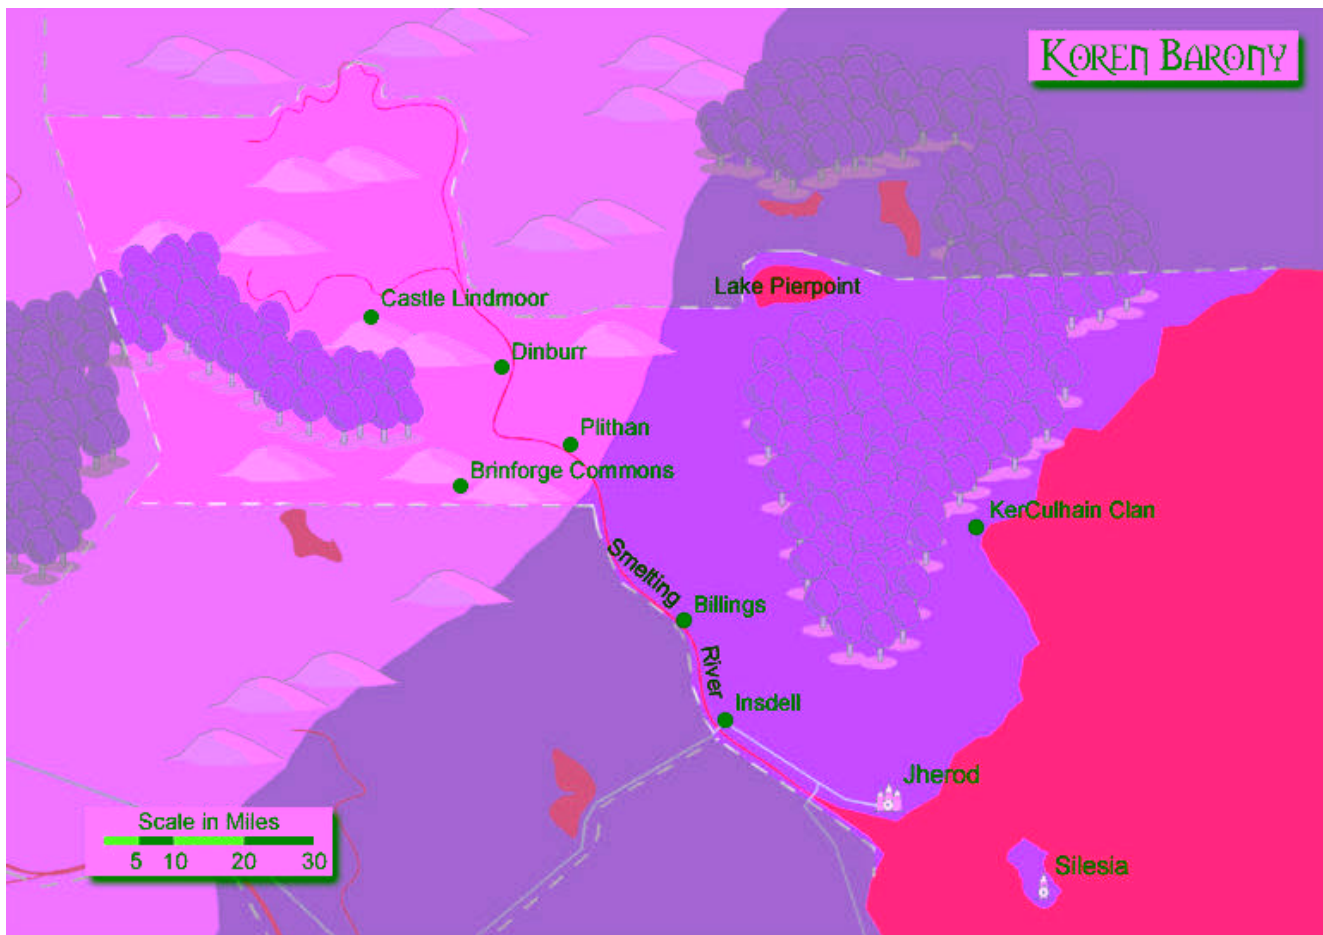 KOREN BARONY
Lake Pierpoint
Castle Lindmoor
Dinburr
Plithan
Brinforge Commons
KerCulhain Clan
Smelting
River
Billings
Insdell
Jherod
Silesia
Scale in Miles
5 10 20 30